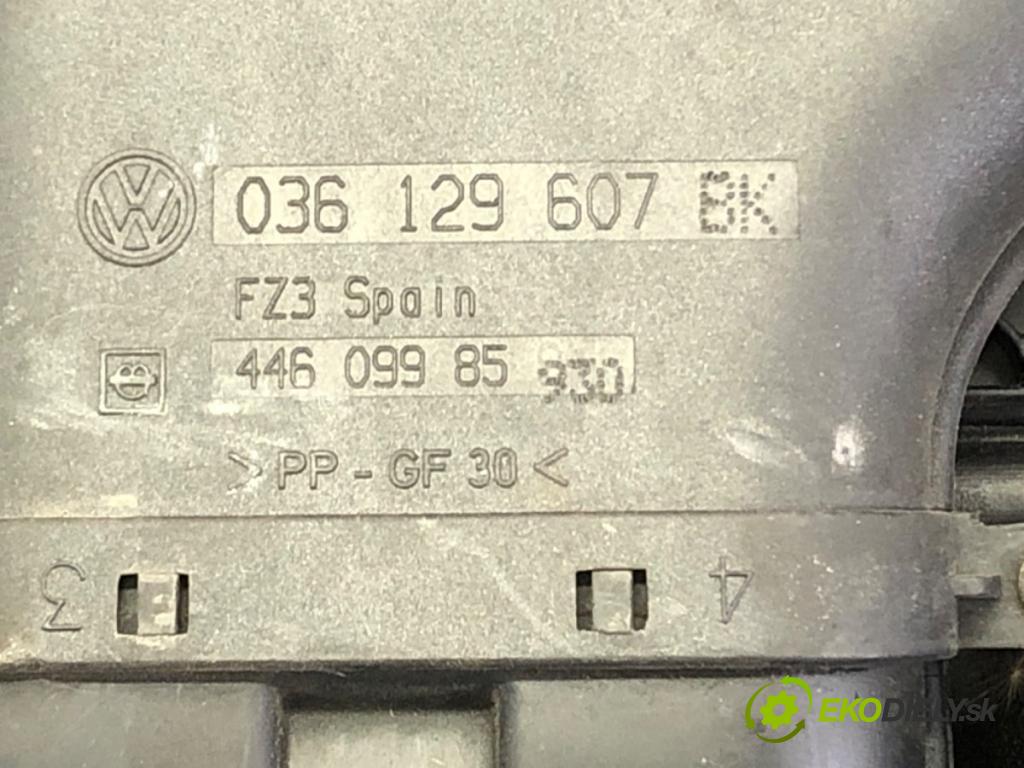 036 129 607 BK
FZ3 Spain
446 099 85 930
>PP-GF 30<
3
4
EKODIELY.sk